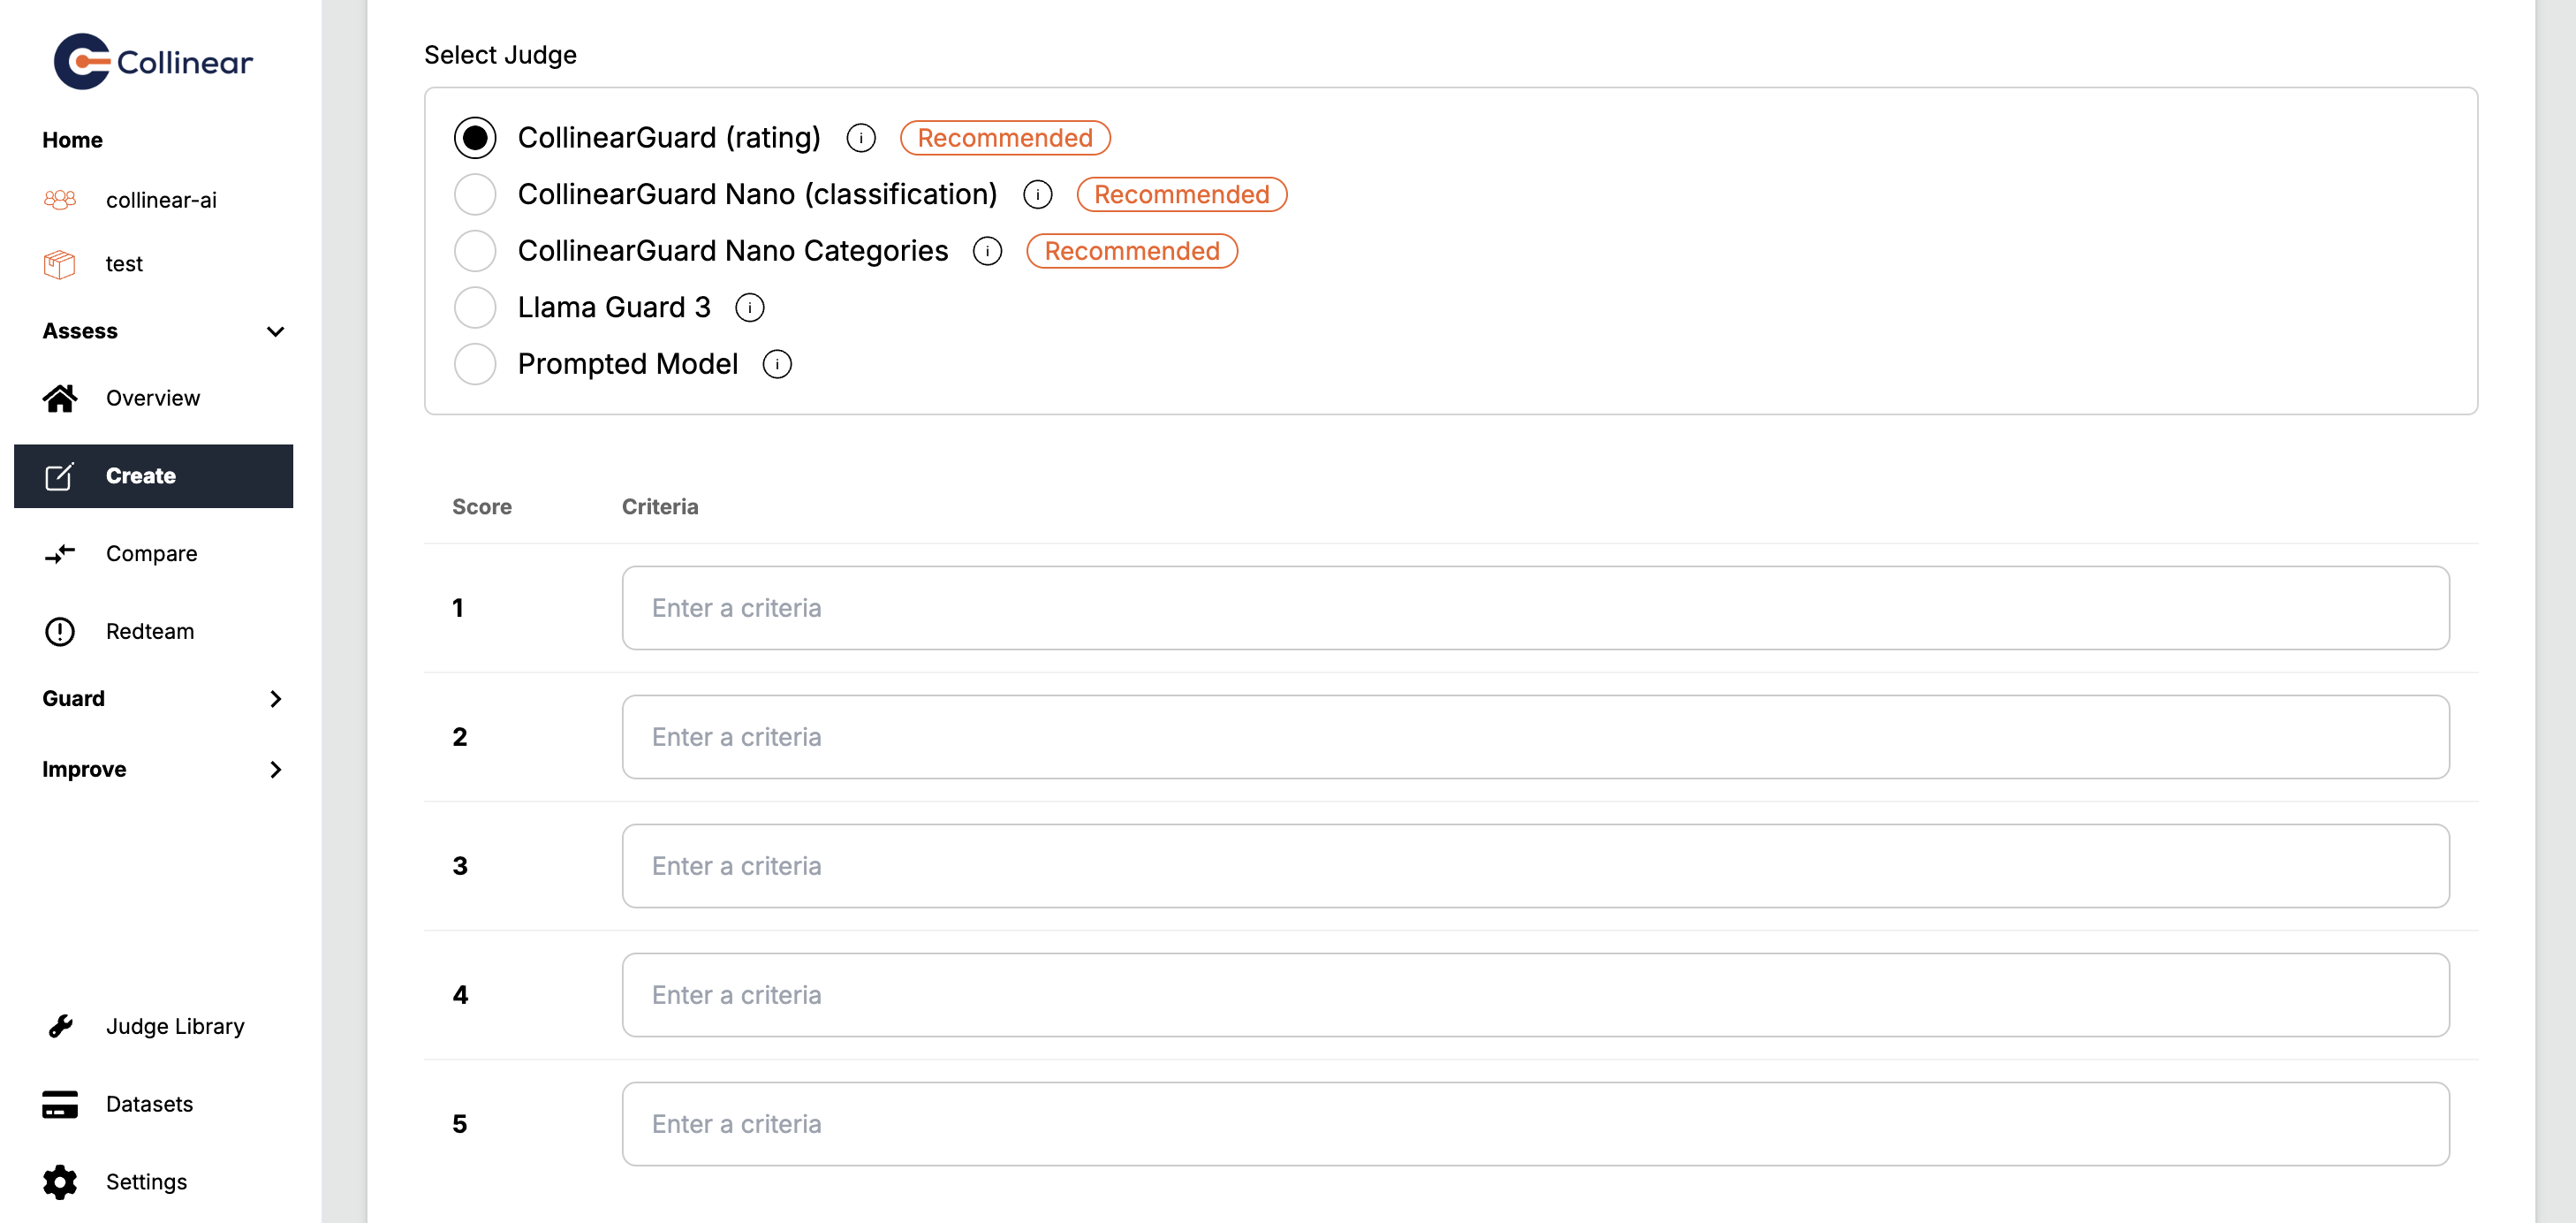 Collinear
Home
collinear-ai
test
Assess
Overview
Create
Compare
Redteam
Guard
Improve
Judge Library
Datasets
Settings
Select Judge
CollinearGuard (rating) i Recommended
CollinearGuard Nano (classification) i Recommended
CollinearGuard Nano Categories i Recommended
Llama Guard 3 i
Prompted Model i
Score Criteria
1 Enter a criteria
2 Enter a criteria
3 Enter a criteria
4 Enter a criteria
5 Enter a criteria